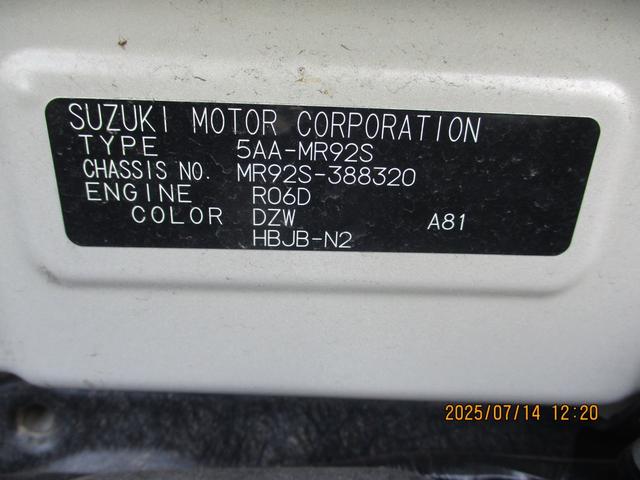 SUZUKI MOTOR CORPORATION
TYPE 5AA-MR92S
CHASSIS NO. MR92S-388320
ENGINE R06D
COLOR DZW A81
HBJB-N2
2025/07/14 12:20